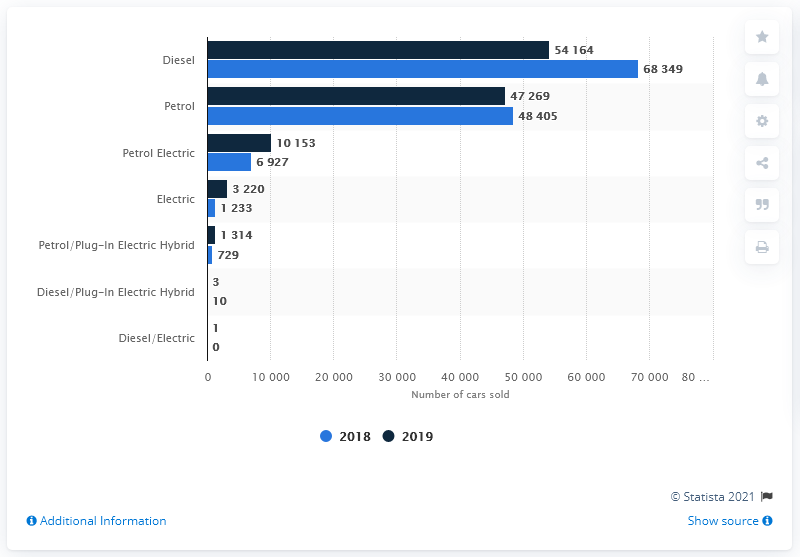 Diesel
54 164
68 349
Petrol
47 269
48 405
Petrol Electric
10 153
6 927
Electric
3 220
1 233
Petrol/Plug-In Electric Hybrid
1 314
729
Diesel/Plug-In Electric Hybrid
3
10
Diesel/Electric
1
0
0 10 000 20 000 30 000 40 000 50 000 60 000 70 000 80 ...
Number of cars sold
2018 2019
© Statista 2021
Additional Information Show source